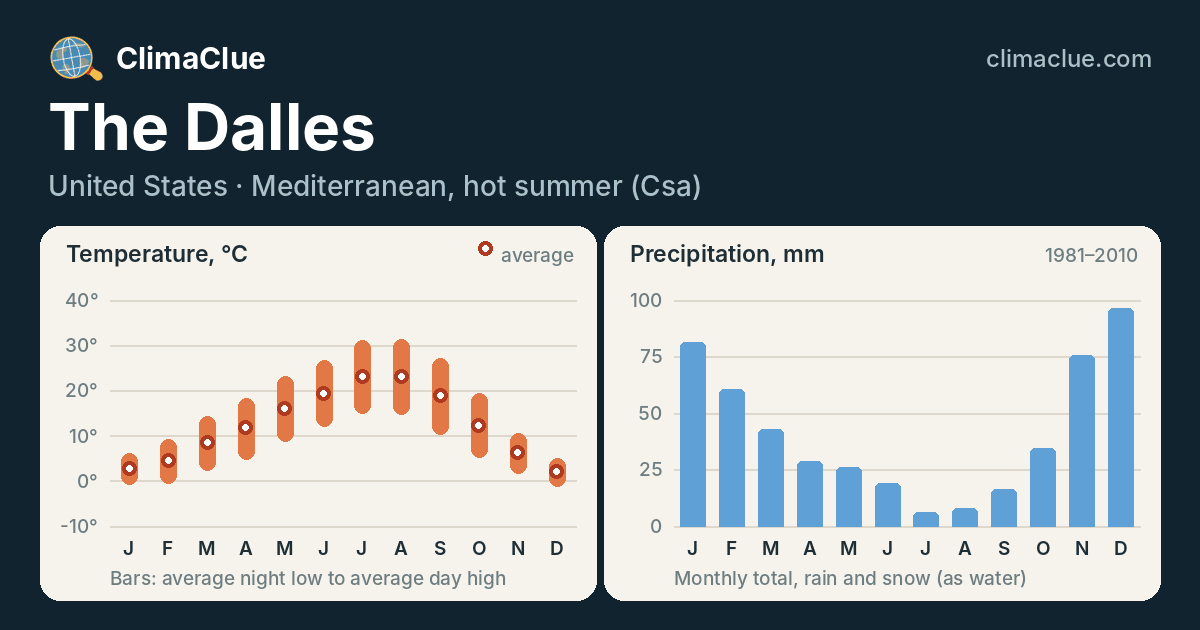 ClimaClue
climaclue.com
The Dalles
United States · Mediterranean, hot summer (Csa)
Temperature, °C
average
40°
30°
20°
10°
0°
-10°
J F M A M J J A S O N D
Bars: average night low to average day high
Precipitation, mm
1981–2010
100
75
50
25
0
J F M A M J J A S O N D
Monthly total, rain and snow (as water)